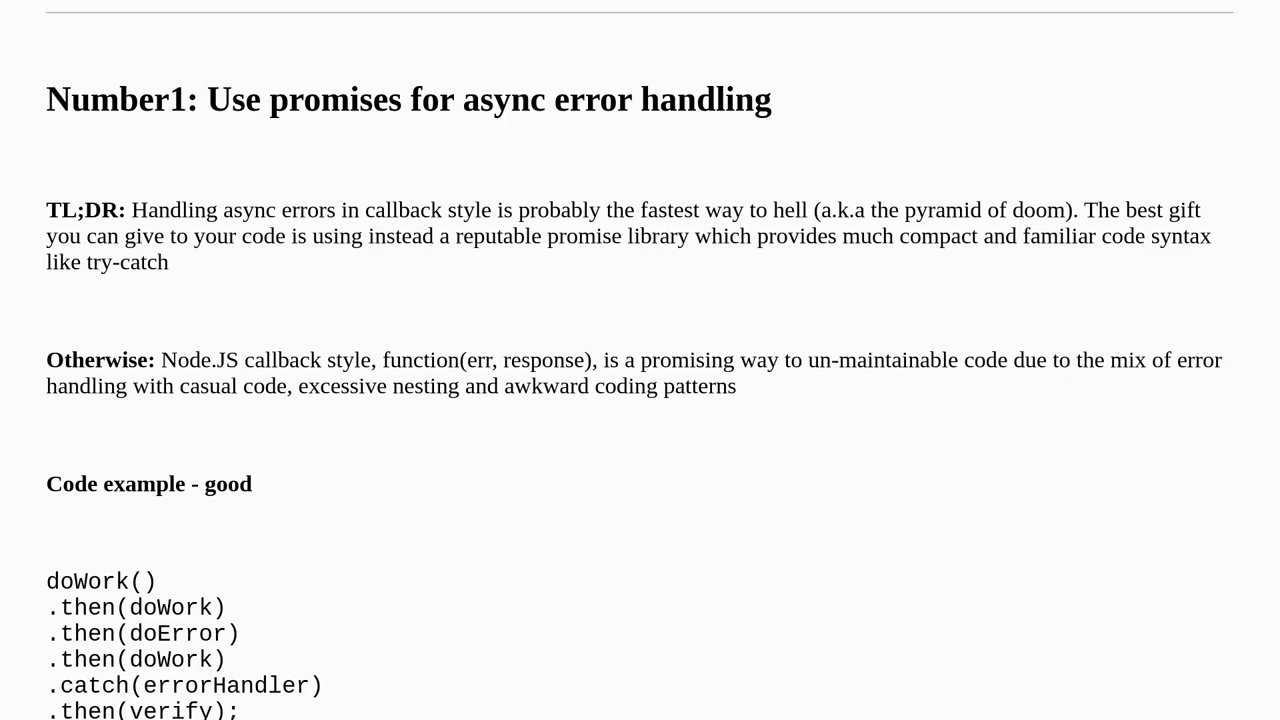 Number1: Use promises for async error handling
TL;DR: Handling async errors in callback style is probably the fastest way to hell (a.k.a the pyramid of doom). The best gift
you can give to your code is using instead a reputable promise library which provides much compact and familiar code syntax
like try-catch
Otherwise: Node.JS callback style, function(err, response), is a promising way to un-maintainable code due to the mix of error
handling with casual code, excessive nesting and awkward coding patterns
Code example - good
doWork()
.then(doWork)
.then(doError)
.then(doWork)
.catch(errorHandler)
.then(verify);